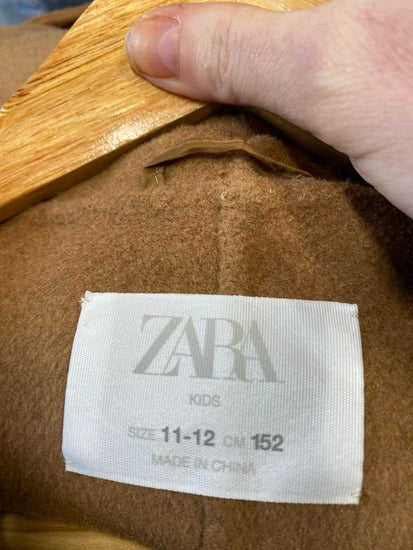 ZARA
KIDS
SIZE 11-12 CM 152
MADE IN CHINA